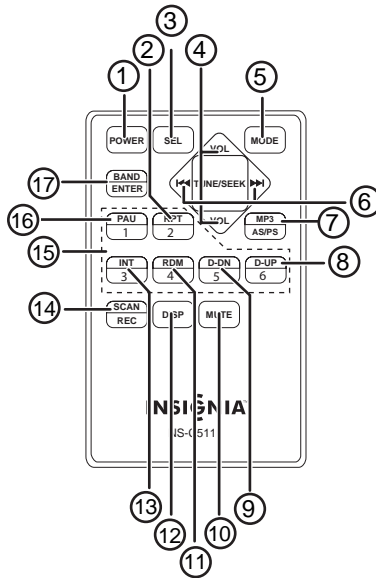 3
2 4
1 5
POWER SEL VOL MODE
BAND
ENTER
17
TUNE/SEEK
6
16 PAU
1
RPT
2
VOL
MP3
AS/PS
7
15
INT
3
RDM
4
D-DN
5
D-UP
6
8
14 SCAN
REC
DISP MUTE
INSIGNIA
NS-C5111
13 9
12 10
11